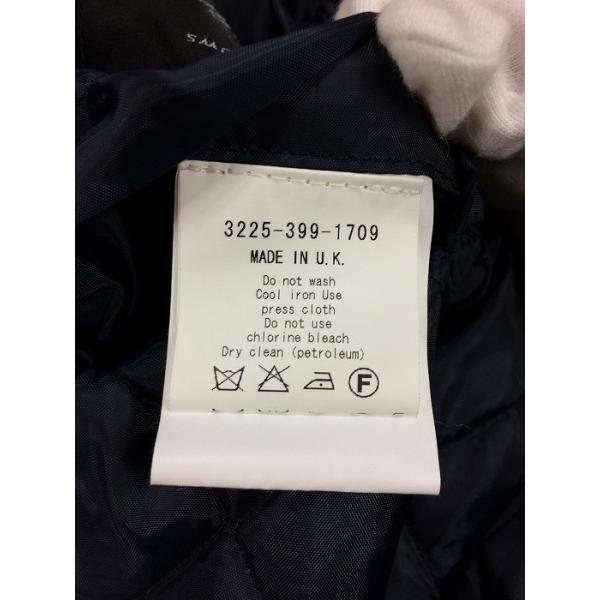 3225-399-1709
MADE IN U.K.
Do not wash
Cool iron Use
press cloth
Do not use
chlorine bleach
Dry clean (petroleum)
F